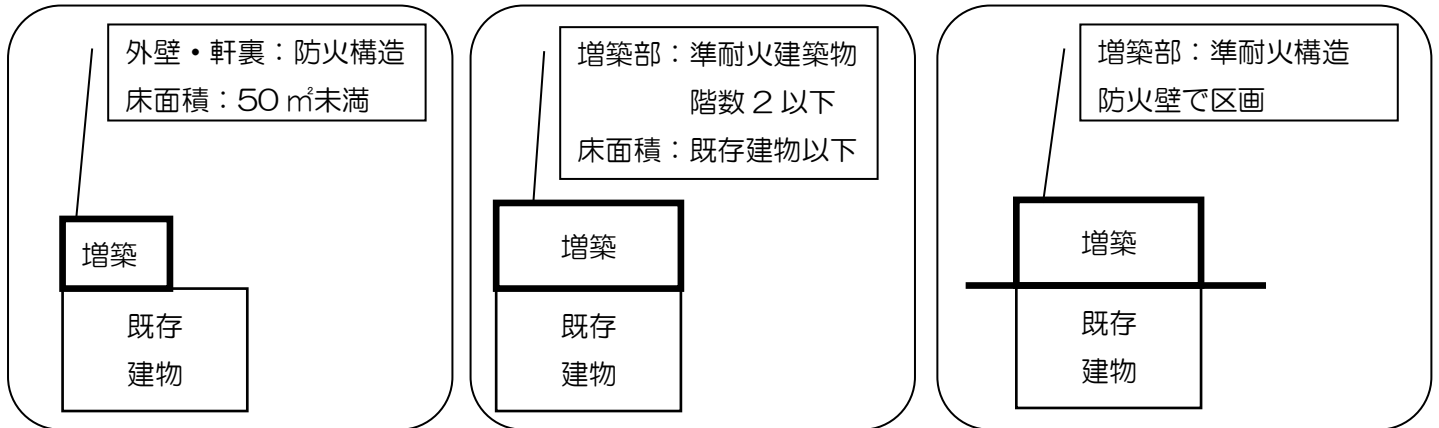 外壁・軒裏：防火構造
床面積：50㎡未満
増築
既存
建物
増築部：準耐火建築物
階数２以下
床面積：既存建物以下
増築
既存
建物
増築部：準耐火構造
防火壁で区画
増築
既存
建物